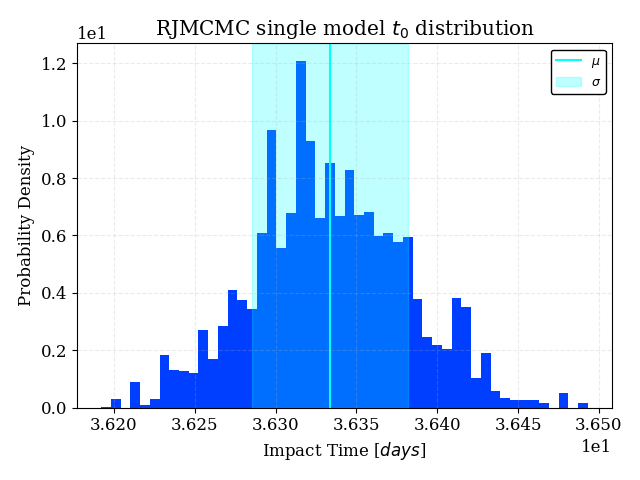 RJMCMC single model t₀ distribution
1e1
μ
σ
Probability Density
1.2
1.0
0.8
0.6
0.4
0.2
0.0
3.620 3.625 3.630 3.635 3.640 3.645 3.650
1e1
Impact Time [days]